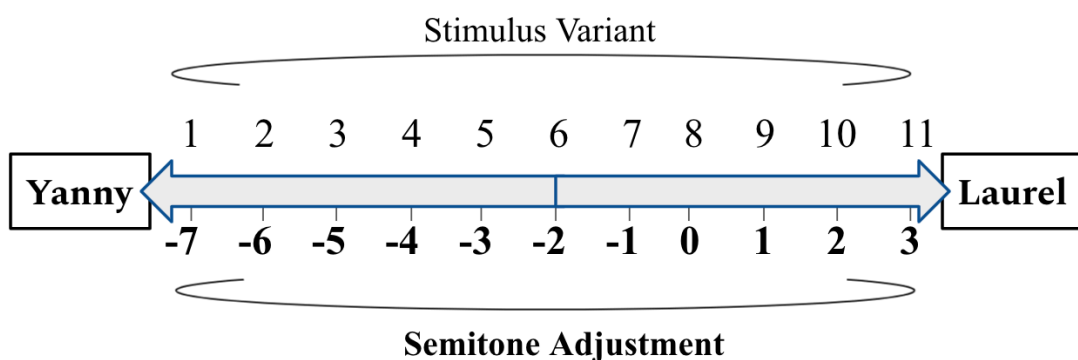 Stimulus Variant
1 2 3 4 5 6 7 8 9 10 11
Yanny Laurel
-7 -6 -5 -4 -3 -2 -1 0 1 2 3
Semitone Adjustment